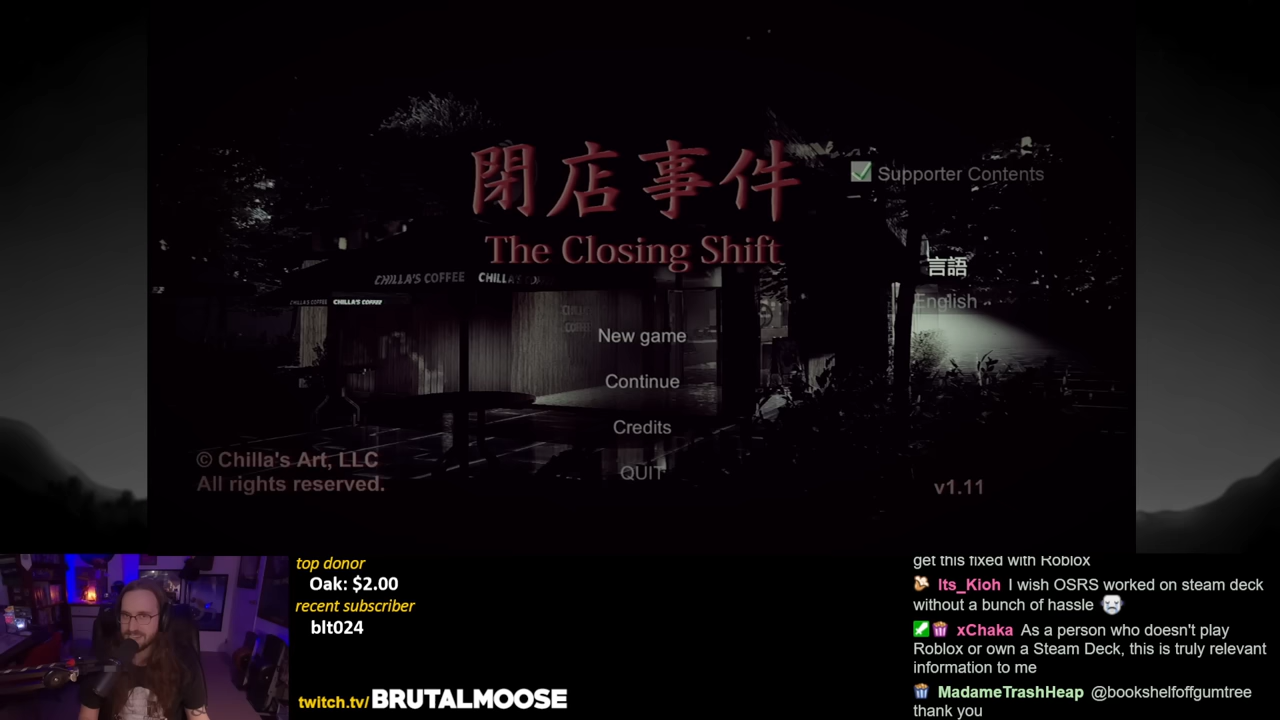 閉店事件
The Closing Shift
Supporter Contents
言語
English
CHILLA'S COFFEE
CHILLA'S COFFEE
New game
Continue
Credits
QUIT
© Chilla's Art, LLC
All rights reserved.
v1.11
top donor
Oak: $2.00
recent subscriber
blt024
twitch.tv/BRUTALMOOSE
get this fixed with Roblox
Its_Kioh I wish OSRS worked on steam deck
without a bunch of hassle
xChaka As a person who doesn't play
Roblox or own a Steam Deck, this is truly relevant
information to me
MadameTrashHeap @bookshelfoffgumtree
thank you